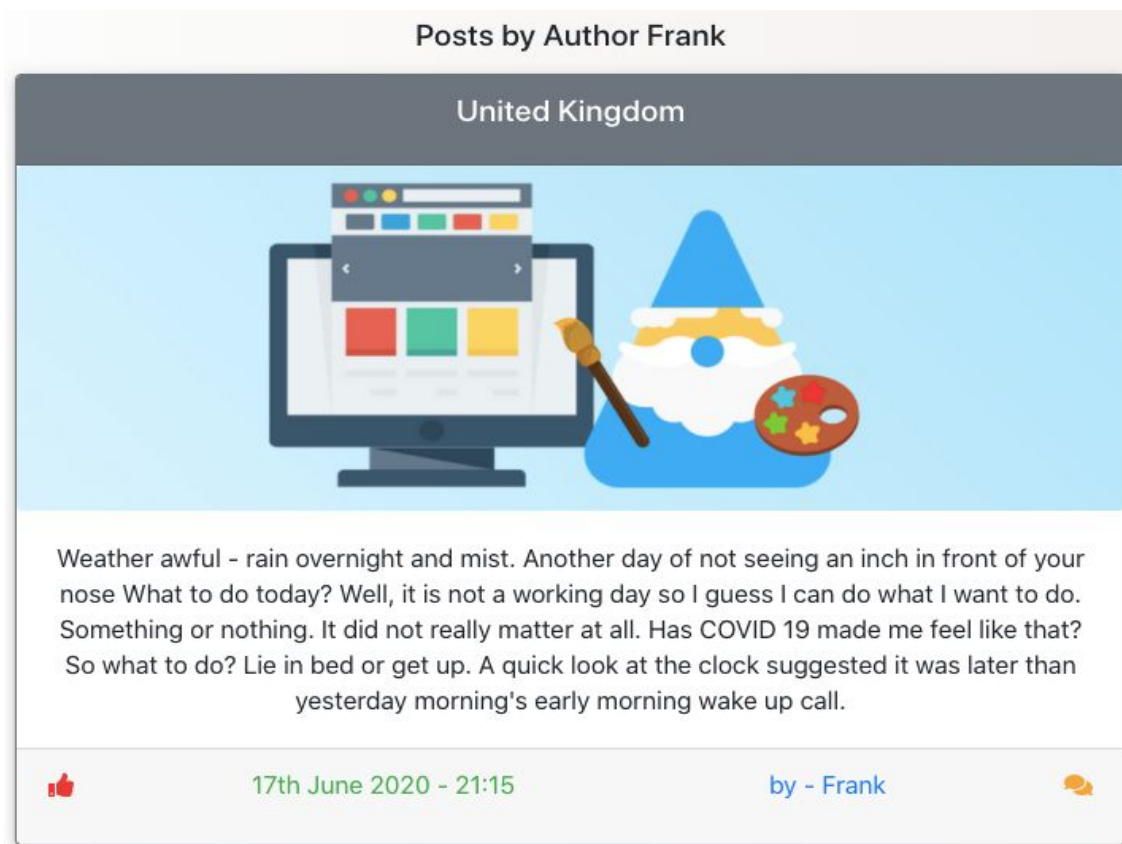 Posts by Author Frank
United Kingdom
Weather awful - rain overnight and mist. Another day of not seeing an inch in front of your
nose What to do today? Well, it is not a working day so I guess I can do what I want to do.
Something or nothing. It did not really matter at all. Has COVID 19 made me feel like that?
So what to do? Lie in bed or get up. A quick look at the clock suggested it was later than
yesterday morning's early morning wake up call.
17th June 2020 - 21:15 by - Frank